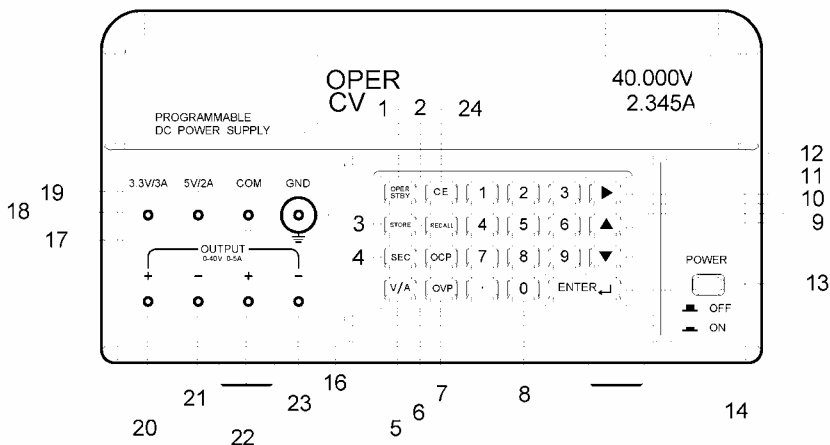 OPER 40.000V
CV 2.345A
1 2 24
PROGRAMMABLE
DC POWER SUPPLY
12
11
19 3.3V/3A 5V/2A COM GND OPER STBY CE 1 2 3 ▶ 10
18 3 STORE RECALL 4 5 6 ▲ 9
17 OUTPUT 4 SEC OCP 7 8 9 ▼ POWER
0-40V 0-5A
+ − + − V/A OVP · 0 ENTER 13
OFF
ON
16 7 8
21 23 6 14
20 22 5